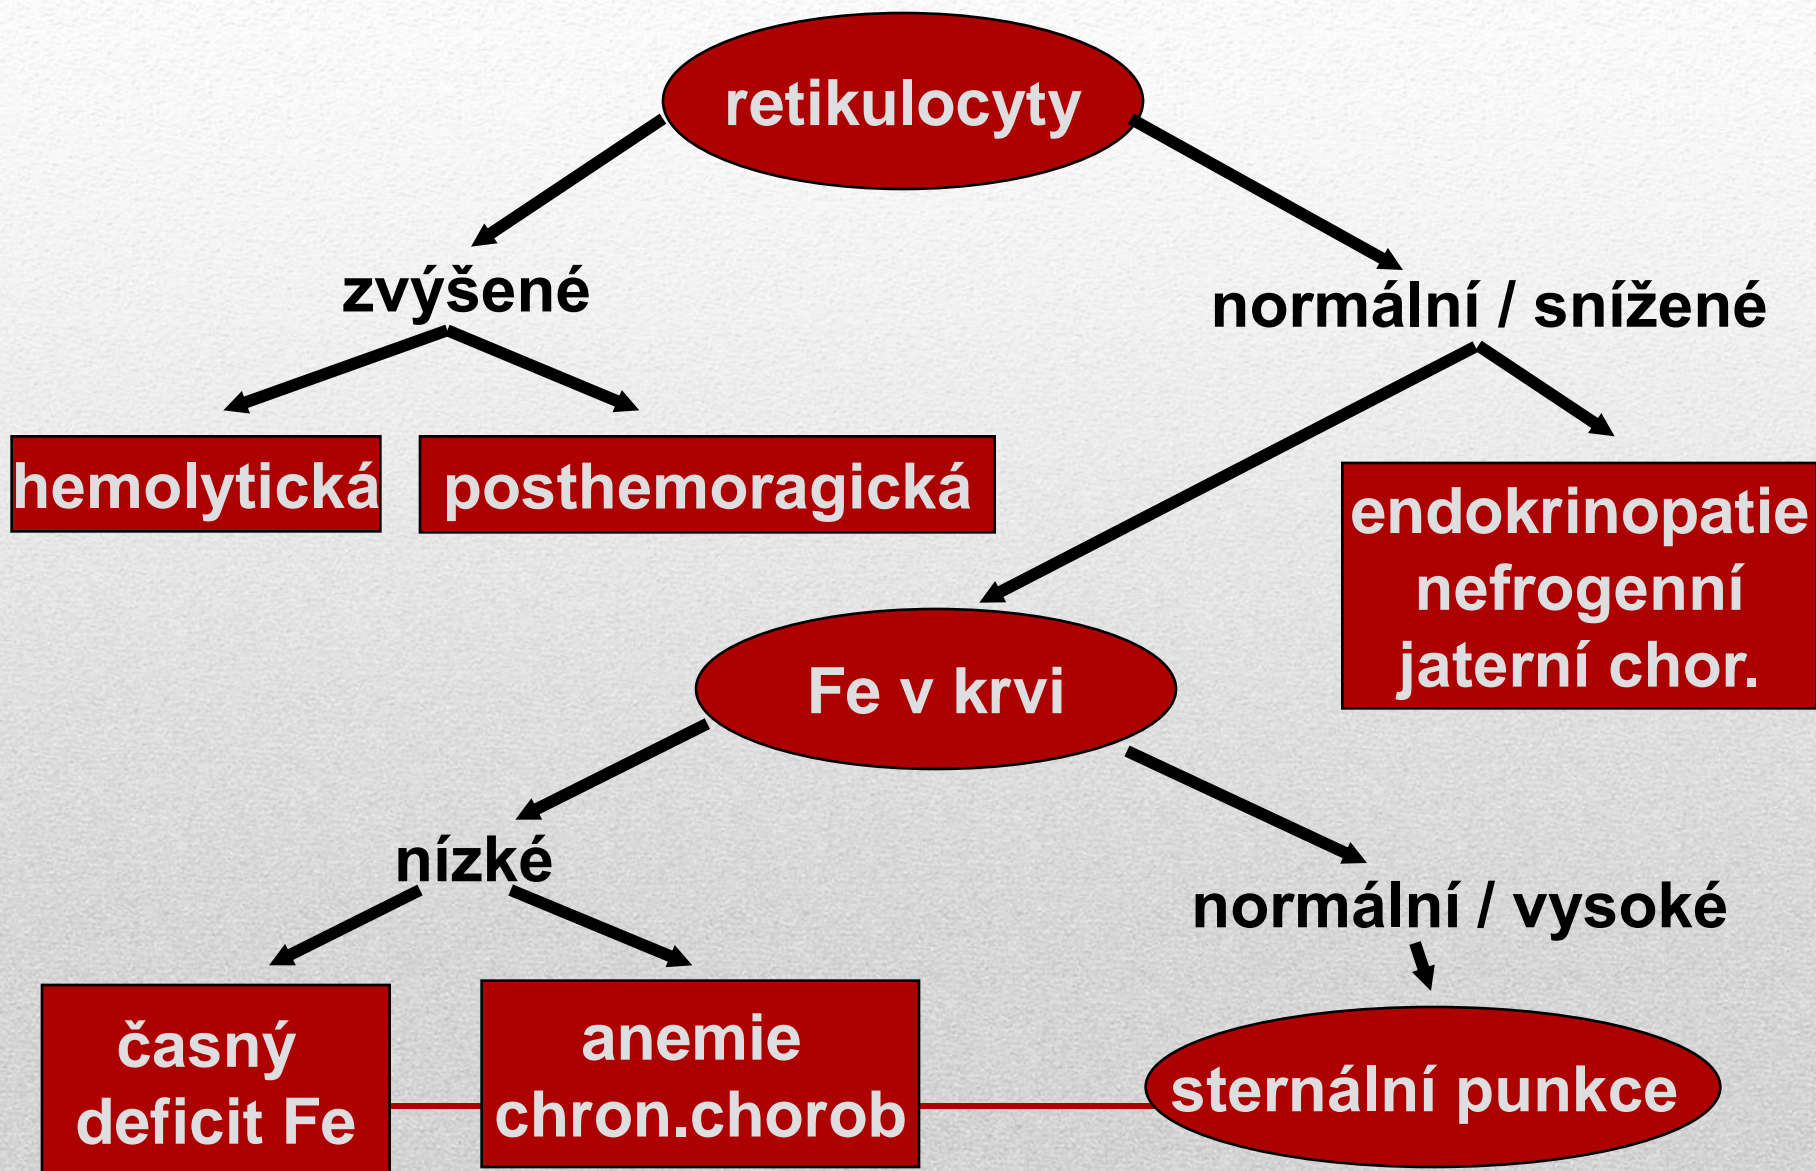 retikulocyty
zvýšené
normální / snížené
hemolytická
posthemoragická
endokrinopatie
nefrogenní
jaterní chor.
Fe v krvi
nízké
normální / vysoké
časný
deficit Fe
anemie
chron.chorob
sternální punkce